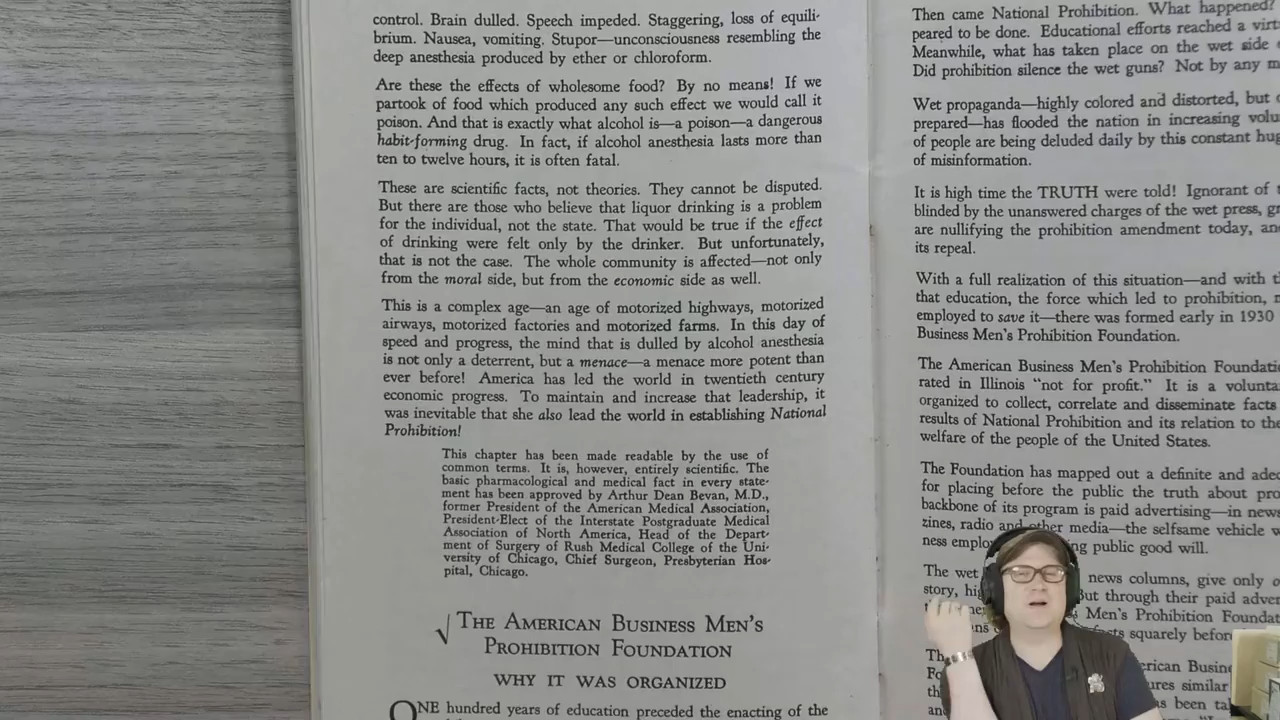 control. Brain dulled. Speech impeded. Staggering, loss of equili-
brium. Nausea, vomiting. Stupor—unconsciousness resembling the
deep anesthesia produced by ether or chloroform.
Are these the effects of wholesome food? By no means! If we
partook of food which produced any such effect we would call it
poison. And that is exactly what alcohol is—a poison—a dangerous
habit-forming drug. In fact, if alcohol anesthesia lasts more than
ten to twelve hours, it is often fatal.
These are scientific facts, not theories. They cannot be disputed.
But there are those who believe that liquor drinking is a problem
for the individual, not the state. That would be true if the effect
of drinking were felt only by the drinker. But unfortunately,
that is not the case. The whole community is affected—not only
from the moral side, but from the economic side as well.
This is a complex age—an age of motorized highways, motorized
airways, motorized factories and motorized farms. In this day of
speed and progress, the mind that is dulled by alcohol anesthesia
is not only a deterrent, but a menace—a menace more potent than
ever before! America has led the world in twentieth century
economic progress. To maintain and increase that leadership, it
was inevitable that she also lead the world in establishing National
Prohibition!
This chapter has been made readable by the use of
common terms. It is, however, entirely scientific. The
basic pharmacological and medical fact in every state-
ment has been approved by Arthur Dean Bevan, M.D.,
former President of the American Medical Association,
President-Elect of the Interstate Postgraduate Medical
Association of North America, Head of the Depart-
ment of Surgery of Rush Medical College of the Uni-
versity of Chicago, Chief Surgeon, Presbyterian Hos-
pital, Chicago.
√ THE AMERICAN BUSINESS MEN'S
PROHIBITION FOUNDATION
WHY IT WAS ORGANIZED
ONE hundred years of education preceded the enacting of the
Then came National Prohibition. What happened?
peared to be done. Educational efforts reached a virt
Meanwhile, what has taken place on the wet side
Did prohibition silence the wet guns? Not by any m
Wet propaganda—highly colored and distorted, but
prepared—has flooded the nation in increasing volu
of people are being deluded daily by this constant hug
of misinformation.
It is high time the TRUTH were told! Ignorant of
blinded by the unanswered charges of the wet press, gr
are nullifying the prohibition amendment today, an
its repeal.
With a full realization of this situation—and with t
that education, the force which led to prohibition,
employed to save it—there was formed early in 1930
Business Men's Prohibition Foundation.
The American Business Men's Prohibition Foundati
rated in Illinois "not for profit." It is a volunta
organized to collect, correlate and disseminate facts
results of National Prohibition and its relation to the
welfare of the people of the United States.
The Foundation has mapped out a definite and adeq
for placing before the public the truth about pro
backbone of its program is paid advertising—in news
zines, radio and other media—the selfsame vehicle
ness emplo ng public good will.
The wet news columns, give only
story, hig But through their paid adver
Men's Prohibition Foundat
squarely befor
erican Busine
ures similar
as been ta